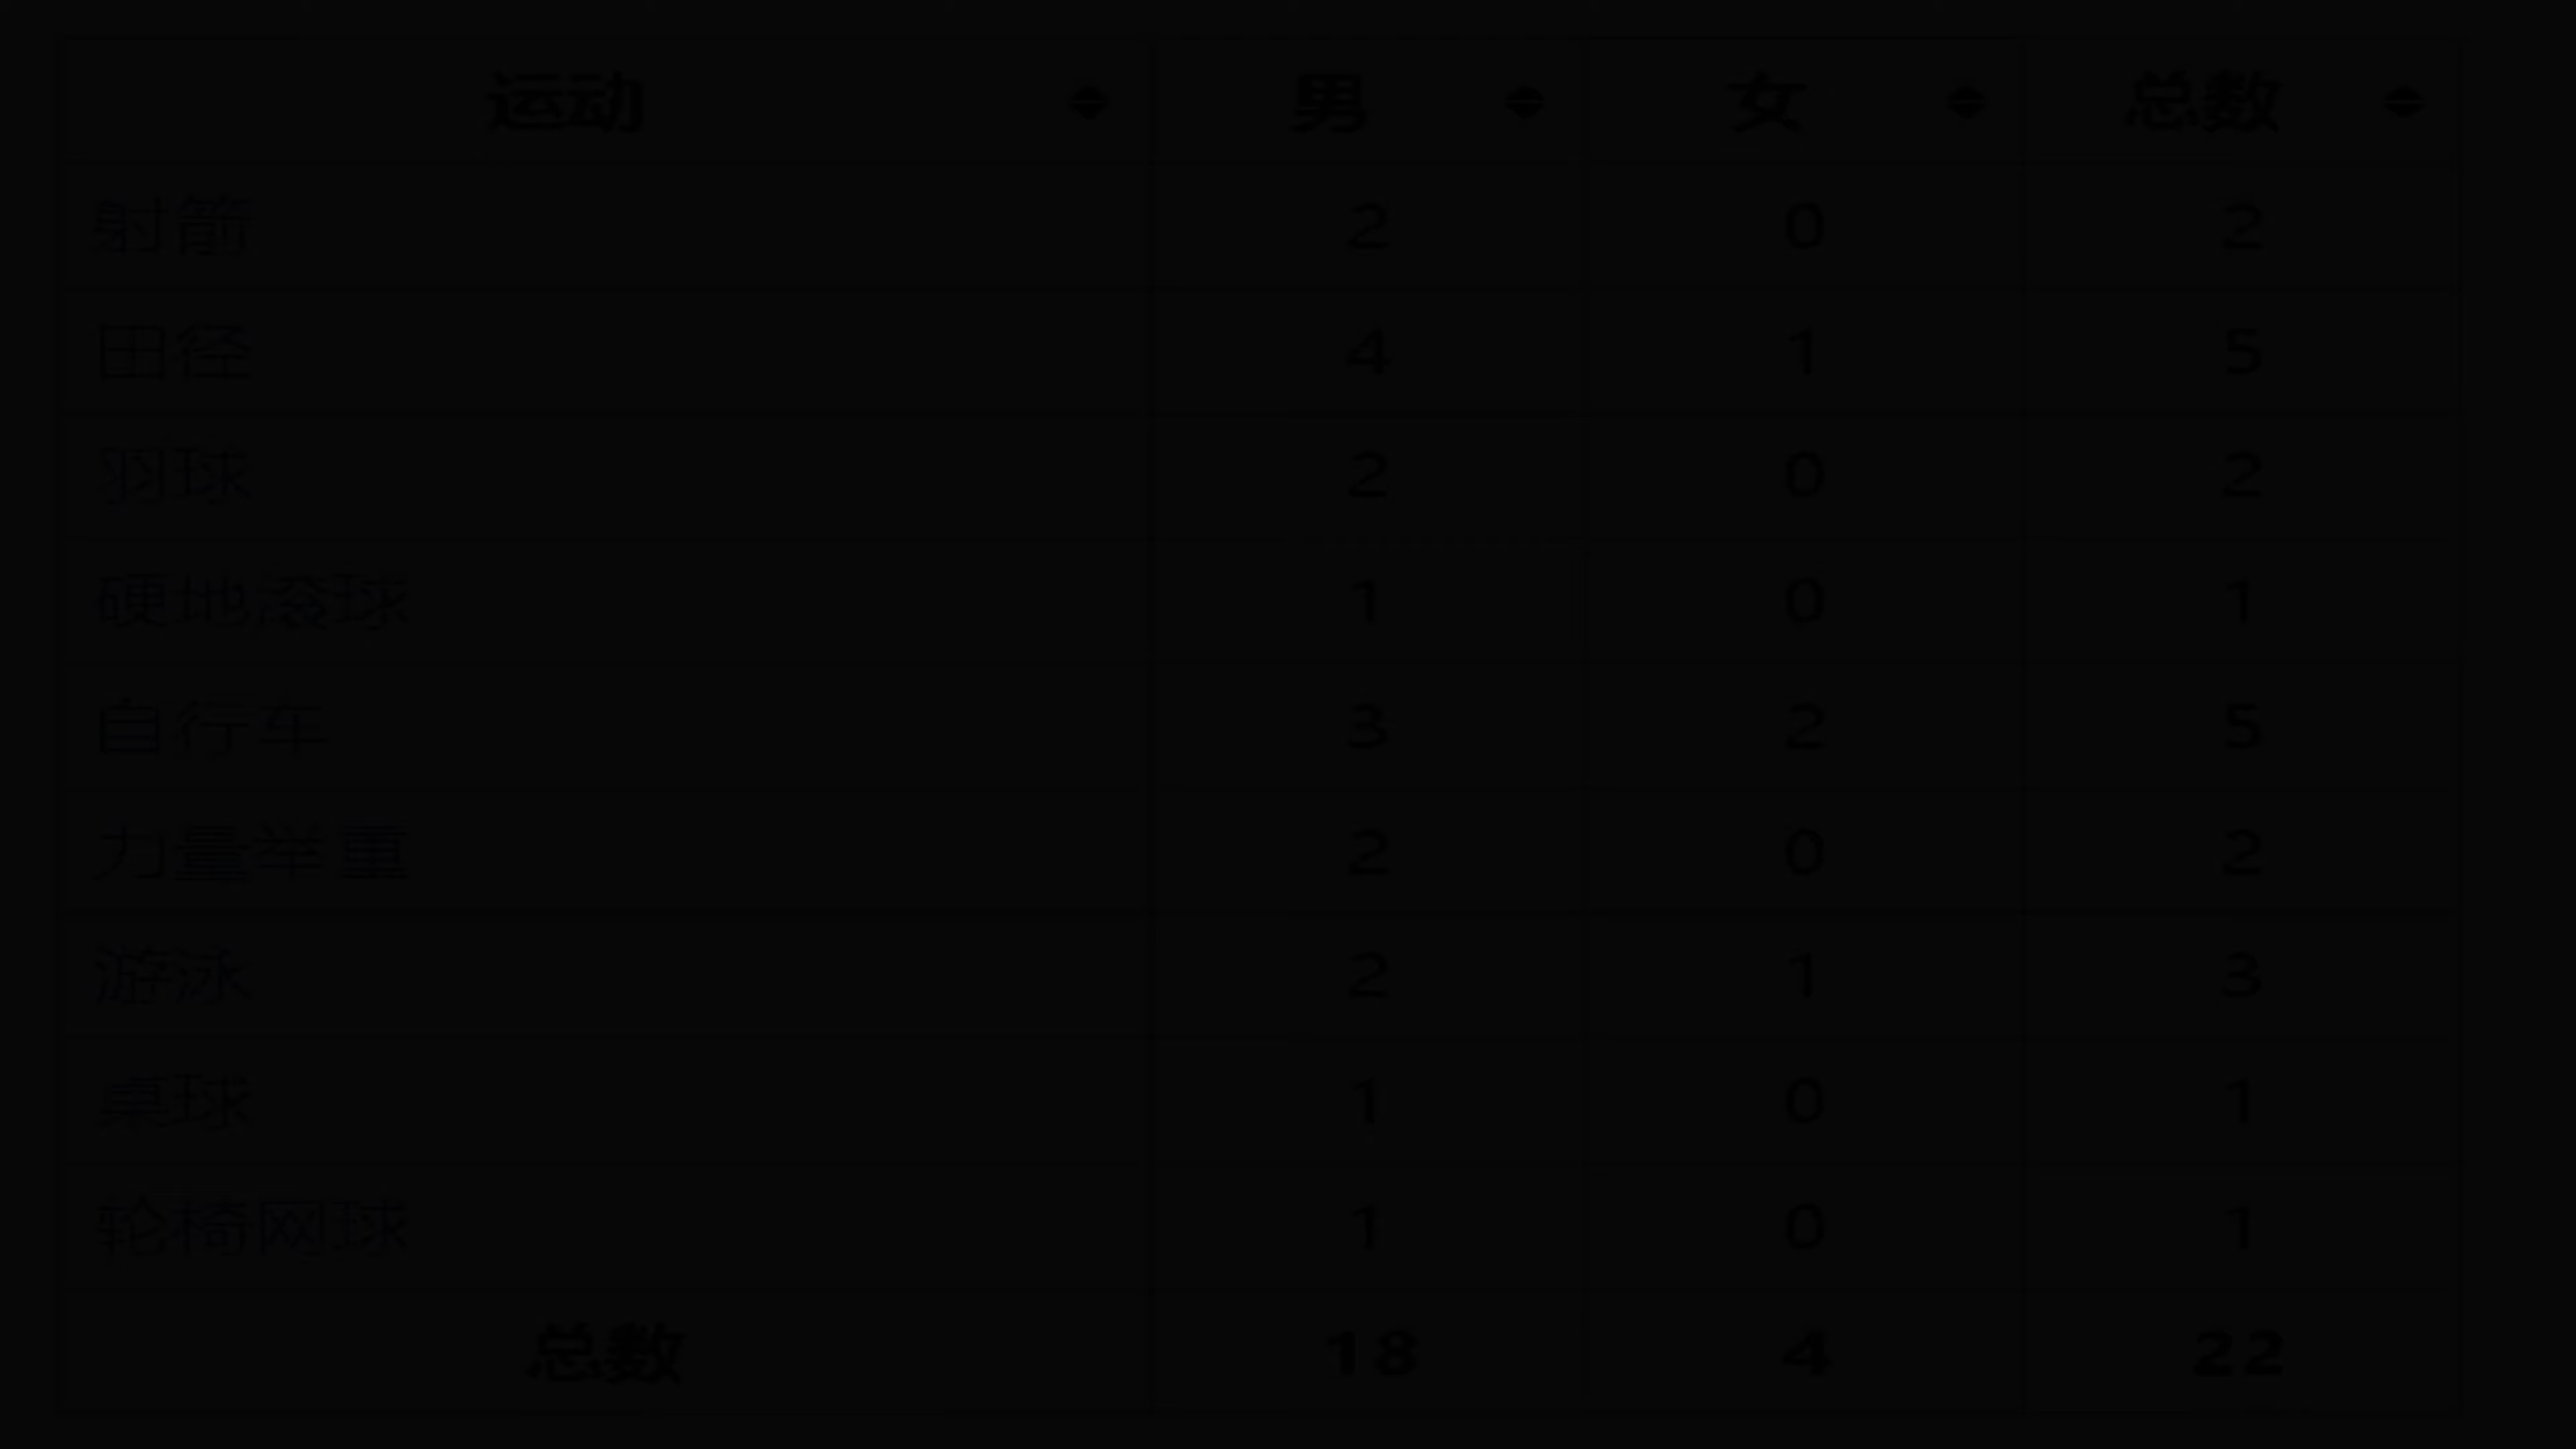 运动 男 女 总数
射箭 2 0 2
田径 4 1 5
羽球 2 0 2
硬地滚球 1 0 1
自行车 3 2 5
力量举重 2 0 2
游泳 2 1 3
桌球 1 0 1
轮椅网球 1 0 1
总数 18 4 22